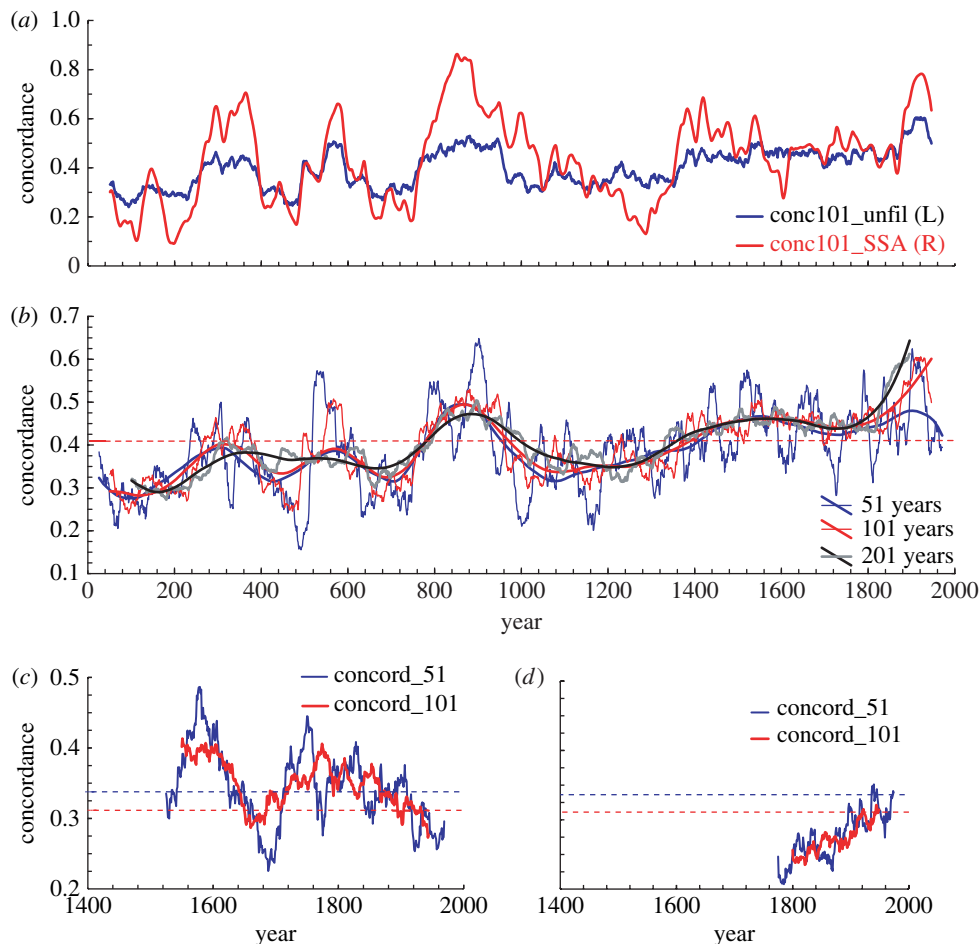 (a)
1.0
0.8
0.6
0.4
0.2
0
concordance
conc101_unfil (L)
conc101_SSA (R)
(b)
0.7
0.6
0.5
0.4
0.3
0.2
0.1
concordance
51 years
101 years
201 years
0 200 400 600 800 1000 1200 1400 1600 1800 2000
year
(c)
0.5
0.4
0.3
0.2
concordance
concord_51
concord_101
1400 1600 1800 2000
year
(d)
concord_51
concord_101
1400 1600 1800 2000
year